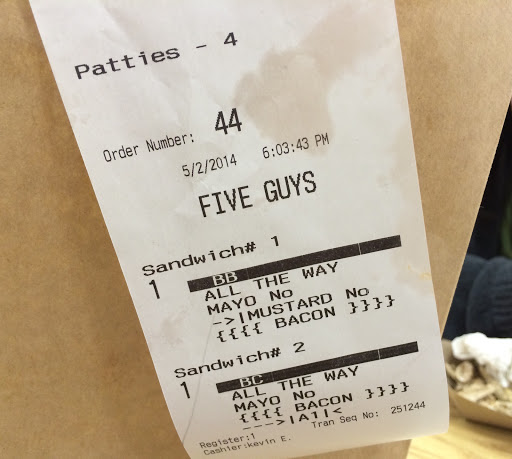 Patties - 4
Order Number: 44
5/2/2014 6:03:43 PM
FIVE GUYS
Sandwich# 1
1 BB
ALL THE WAY
MAYO No
->|MUSTARD No
{{{{ BACON }}}}
Sandwich# 2
1 BC
ALL THE WAY
MAYO No
{{{{ BACON }}}}
--->|A1|<
Register:1 Tran Seq No: 251244
Cashier:kevin E.